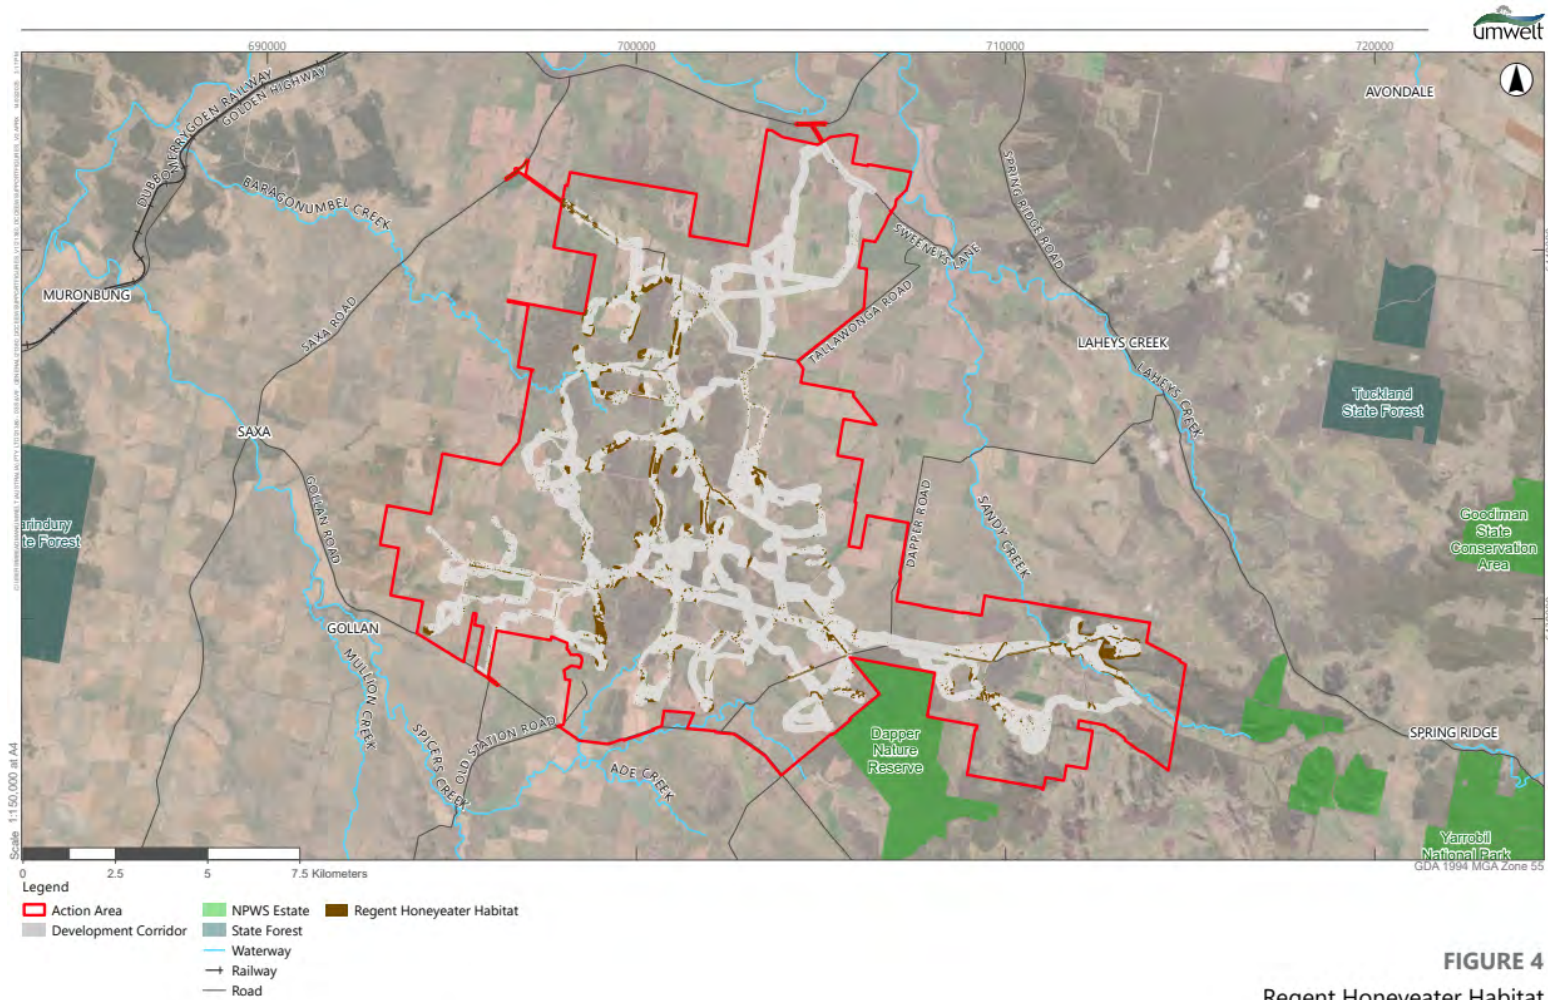 umwelt
690000
700000
710000
720000
AVONDALE
DUBBO MERRYGOEN RAILWAY
GOLDEN HIGHWAY
BARAGONUMBEL CREEK
SPRING RIDGE ROAD
SWEENEYS LANE
MURONBUNG
SAXA ROAD
TALLAWONGA ROAD
LAHEYS CREEK
LAHEYS CREEK
Tuckland
State Forest
SAXA
GOLLAN ROAD
DAPPER ROAD
SANDY CREEK
arindury
te Forest
Goodiman
State
Conservation
Area
GOLLAN
MULLION CREEK
SPICERS CREEK
OLD STATION ROAD
ADE CREEK
Dapper
Nature
Reserve
SPRING RIDGE
Yarrobil
National Park
Scale 1:150,000 at A4
GDA 1994 MGA Zone 55
0 2.5 5 7.5 Kilometers
Legend
Action Area
Development Corridor
NPWS Estate
State Forest
Waterway
Railway
Road
Regent Honeyeater Habitat
FIGURE 4
Regent Honeyeater Habitat